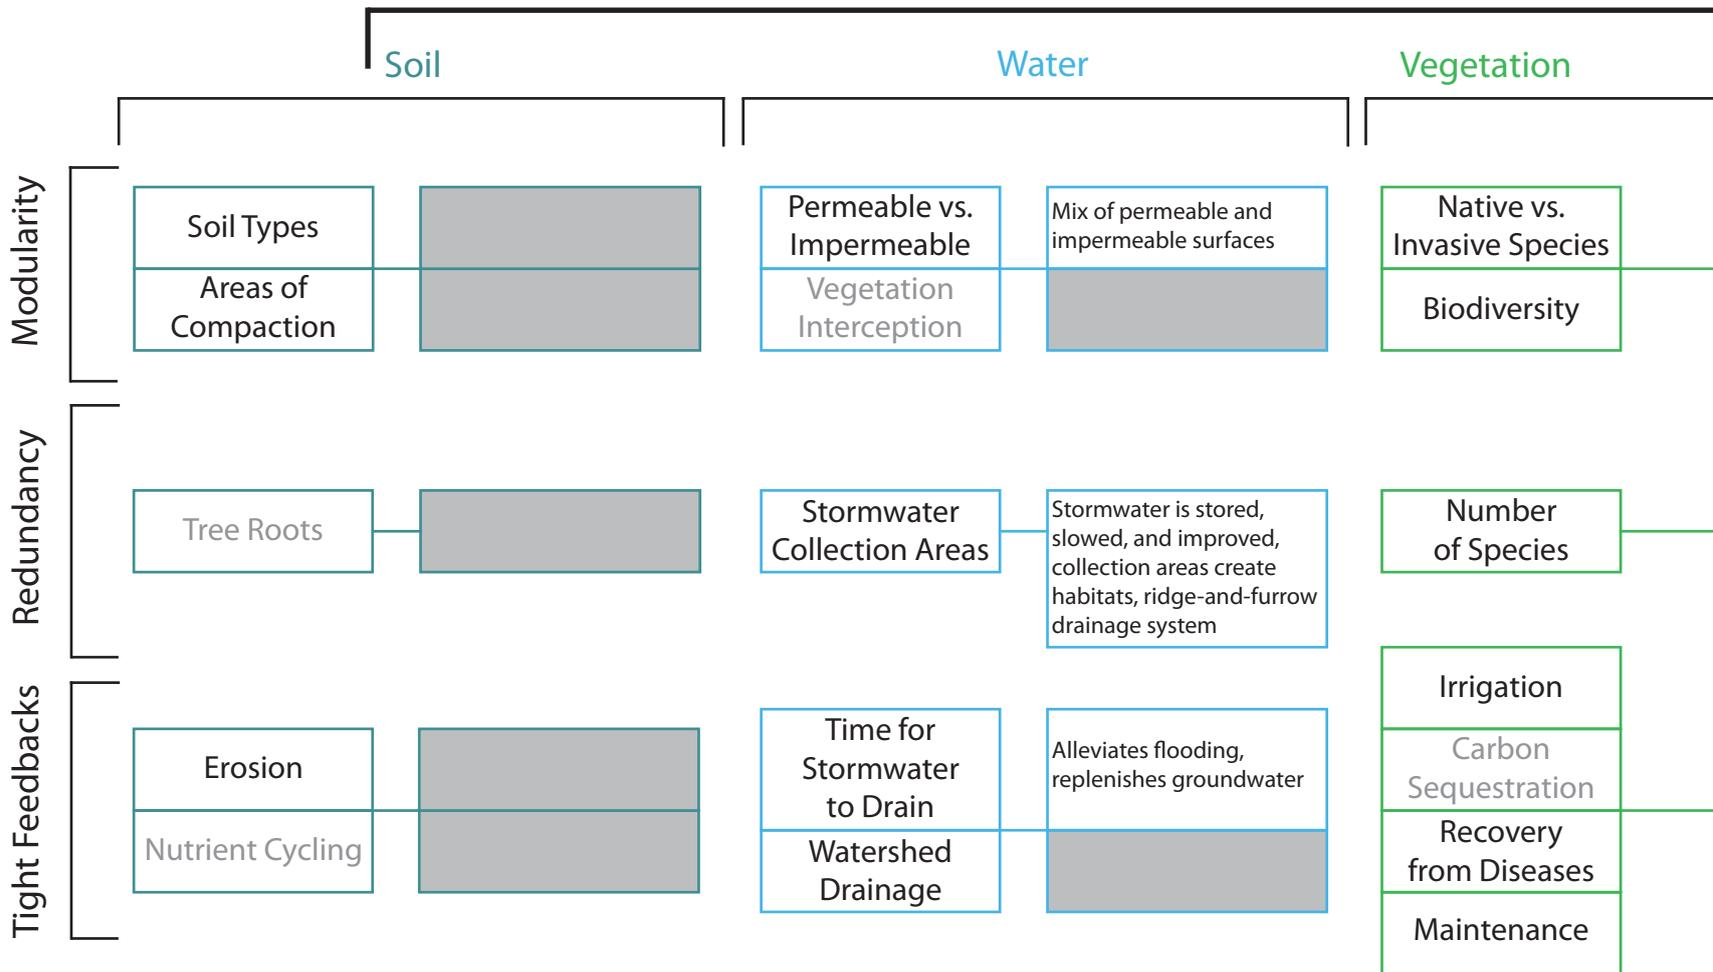 Soil
Water
Vegetation
Modularity
Soil Types
Areas of
Compaction
Permeable vs.
Impermeable
Vegetation
Interception
Mix of permeable and
impermeable surfaces
Native vs.
Invasive Species
Biodiversity
Redundancy
Tree Roots
Stormwater
Collection Areas
Stormwater is stored,
slowed, and improved,
collection areas create
habitats, ridge-and-furrow
drainage system
Number
of Species
Tight Feedbacks
Erosion
Nutrient Cycling
Time for
Stormwater
to Drain
Watershed
Drainage
Alleviates flooding,
replenishes groundwater
Irrigation
Carbon
Sequestration
Recovery
from Diseases
Maintenance